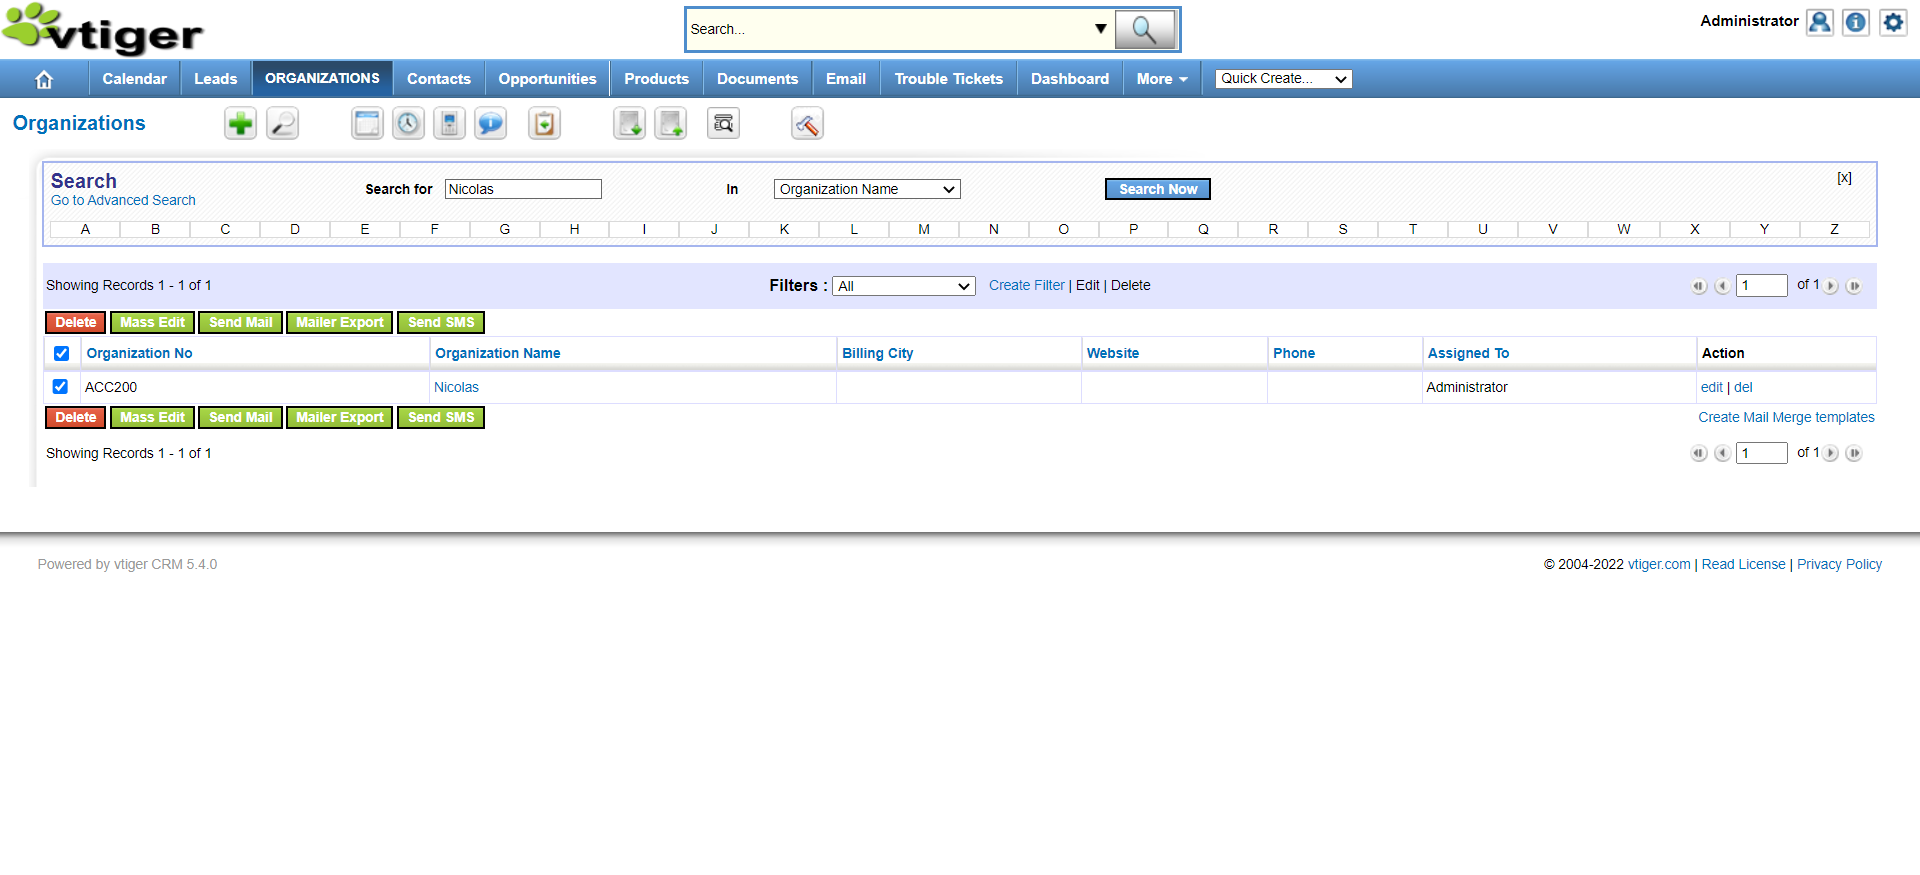 vtiger
Search...
Administrator
Calendar Leads ORGANIZATIONS Contacts Opportunities Products Documents Email Trouble Tickets Dashboard More Quick Create...
Organizations
Search
Go to Advanced Search
Search for Nicolas In Organization Name Search Now [x]
A B C D E F G H I J K L M N O P Q R S T U V W X Y Z
Showing Records 1 - 1 of 1 Filters : All Create Filter | Edit | Delete 1 of 1
Delete Mass Edit Send Mail Mailer Export Send SMS
Organization No Organization Name Billing City Website Phone Assigned To Action
ACC200 Nicolas Administrator edit | del
Delete Mass Edit Send Mail Mailer Export Send SMS Create Mail Merge templates
Showing Records 1 - 1 of 1 1 of 1
Powered by vtiger CRM 5.4.0 © 2004-2022 vtiger.com | Read License | Privacy Policy